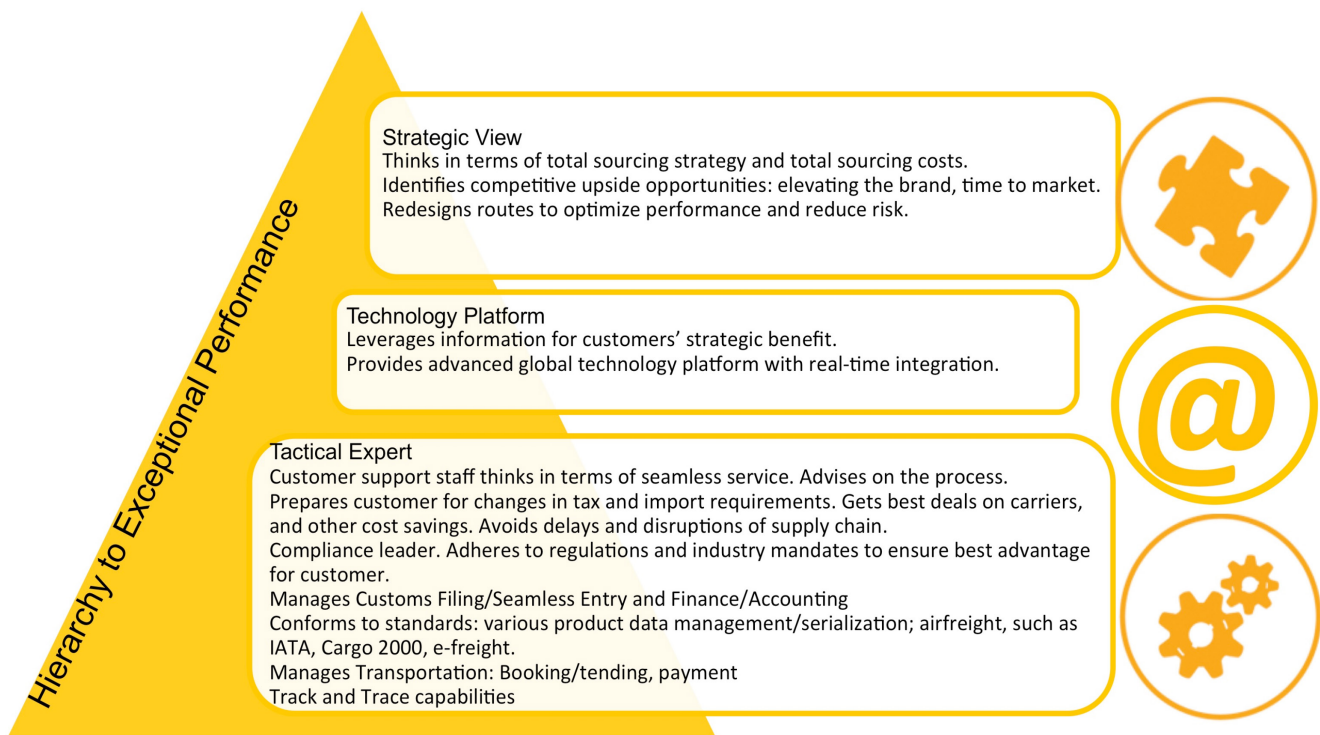 Hierarchy to Exceptional Performance
Strategic View
Thinks in terms of total sourcing strategy and total sourcing costs.
Identifies competitive upside opportunities: elevating the brand, time to market.
Redesigns routes to optimize performance and reduce risk.
Technology Platform
Leverages information for customers’ strategic benefit.
Provides advanced global technology platform with real-time integration.
@
Tactical Expert
Customer support staff thinks in terms of seamless service. Advises on the process.
Prepares customer for changes in tax and import requirements. Gets best deals on carriers,
and other cost savings. Avoids delays and disruptions of supply chain.
Compliance leader. Adheres to regulations and industry mandates to ensure best advantage
for customer.
Manages Customs Filing/Seamless Entry and Finance/Accounting
Conforms to standards: various product data management/serialization; airfreight, such as
IATA, Cargo 2000, e-freight.
Manages Transportation: Booking/tending, payment
Track and Trace capabilities